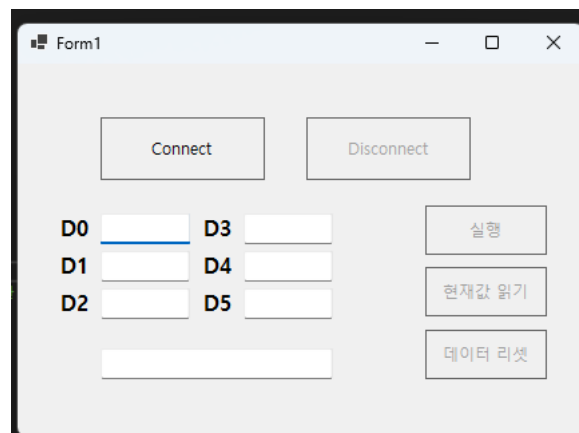 Form1
Connect Disconnect
D0 D3 실행
D1 D4
현재값 읽기
D2 D5
데이터 리셋